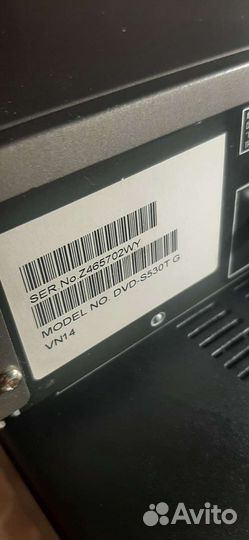 SER.No.Z465702WY
MODEL NO. DVD-S530T G
VN14
Avito